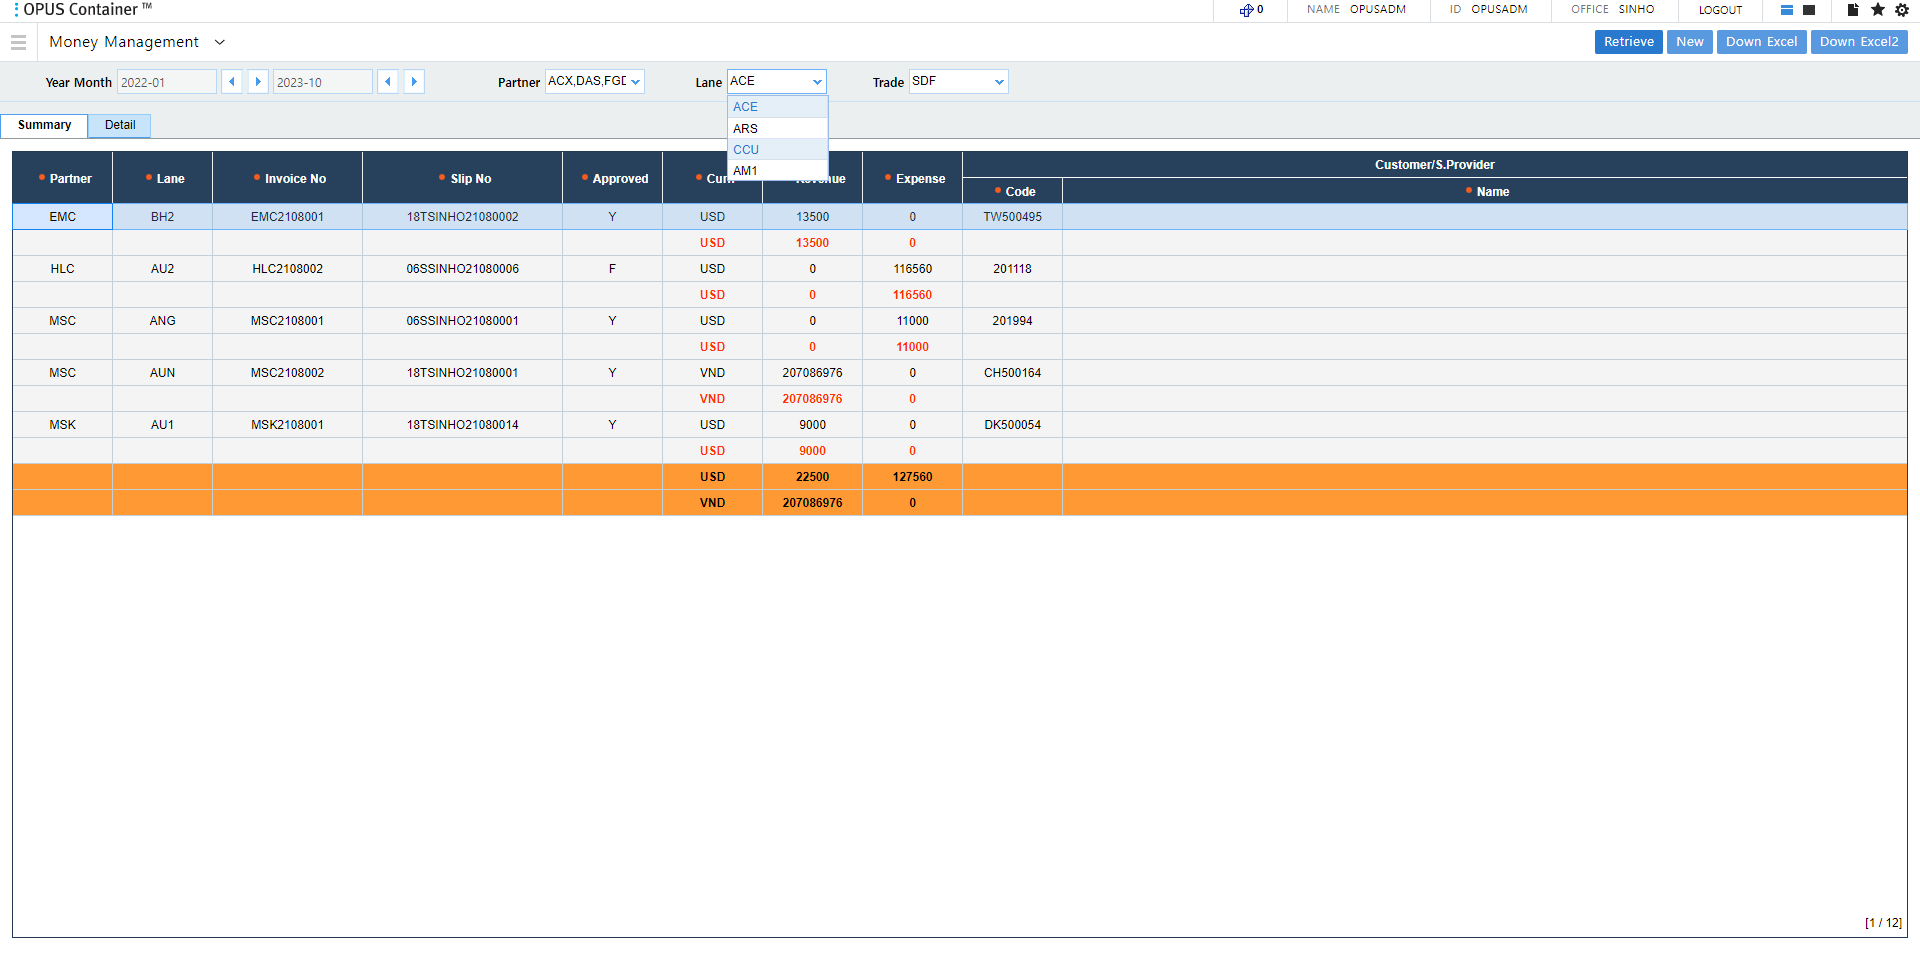 OPUS Container ™
0
NAME OPUSADM
ID OPUSADM
OFFICE SINHO
LOGOUT
Money Management
Retrieve
New
Down Excel
Down Excel2
Year Month 2022-01 2023-10
Partner ACX,DAS,FG
Lane ACE
Trade SDF
ACE
ARS
CCU
AM1
Summary
Detail
Partner Lane Invoice No Slip No Approved Expense Customer/S.Provider
Code Name
EMC BH2 EMC2108001 18TSINHO21080002 Y USD 13500 0 TW500495
USD 13500 0
HLC AU2 HLC2108002 06SSINHO21080006 F USD 0 116560 201118
USD 0 116560
MSC ANG MSC2108001 06SSINHO21080001 Y USD 0 11000 201994
USD 0 11000
MSC AUN MSC2108002 18TSINHO21080001 Y VND 207086976 0 CH500164
VND 207086976 0
MSK AU1 MSK2108001 18TSINHO21080014 Y USD 9000 0 DK500054
USD 9000 0
USD 22500 127560
VND 207086976 0
[1 / 12]